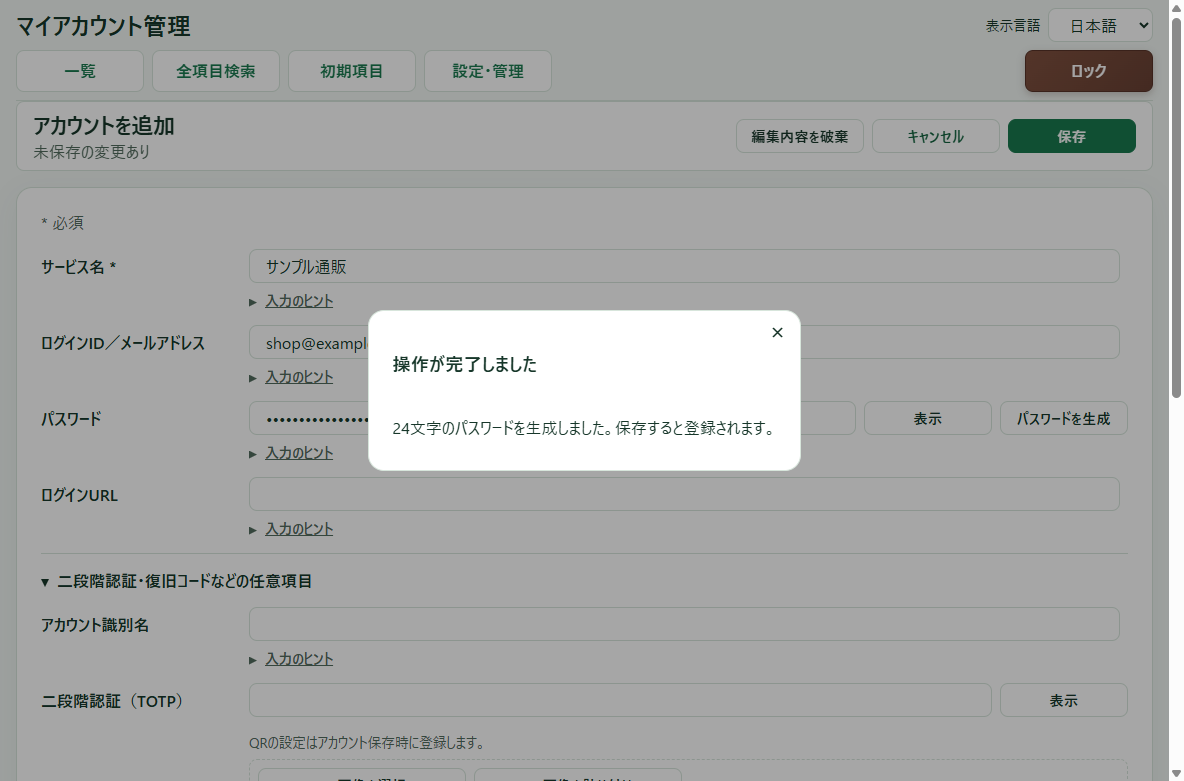 マイアカウント管理
表示言語 日本語
一覧 全項目検索 初期項目 設定・管理 ロック
アカウントを追加
未保存の変更あり
編集内容を破棄 キャンセル 保存
* 必須
サービス名 * サンプル通販
▶ 入力のヒント
ログインID／メールアドレス shop@exampl
▶ 入力のヒント
パスワード •••••••••••••••• 表示 パスワードを生成
▶ 入力のヒント
×
操作が完了しました
24文字のパスワードを生成しました。保存すると登録されます。
ログインURL
▶ 入力のヒント
▼ 二段階認証・復旧コードなどの任意項目
アカウント識別名
▶ 入力のヒント
二段階認証（TOTP） 表示
QRの設定はアカウント保存時に登録します。